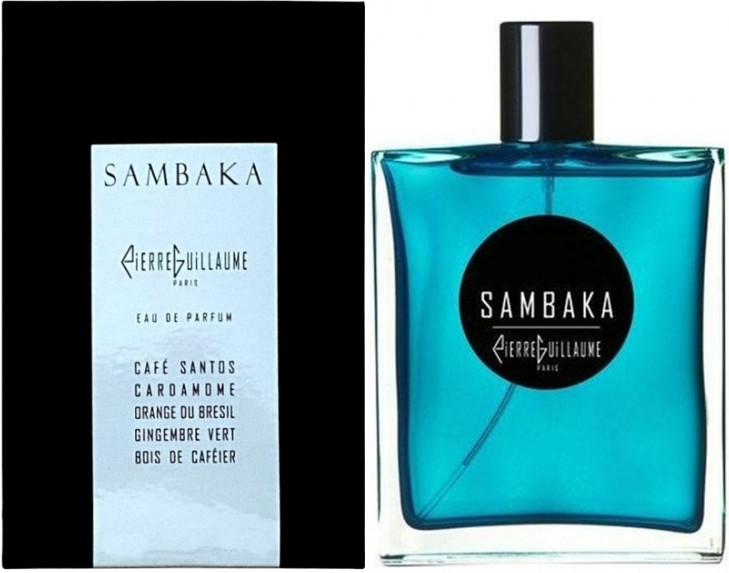 SAMBAKA
PIERREGUILLAUME
PARIS
EAU DE PARFUM
CAFÉ SANTOS
CARDAMOME
ORANGE DU BRESIL
GINGEMBRE VERT
BOIS DE CAFÉIER
SAMBAKA
PIERREGUILLAUME
PARIS